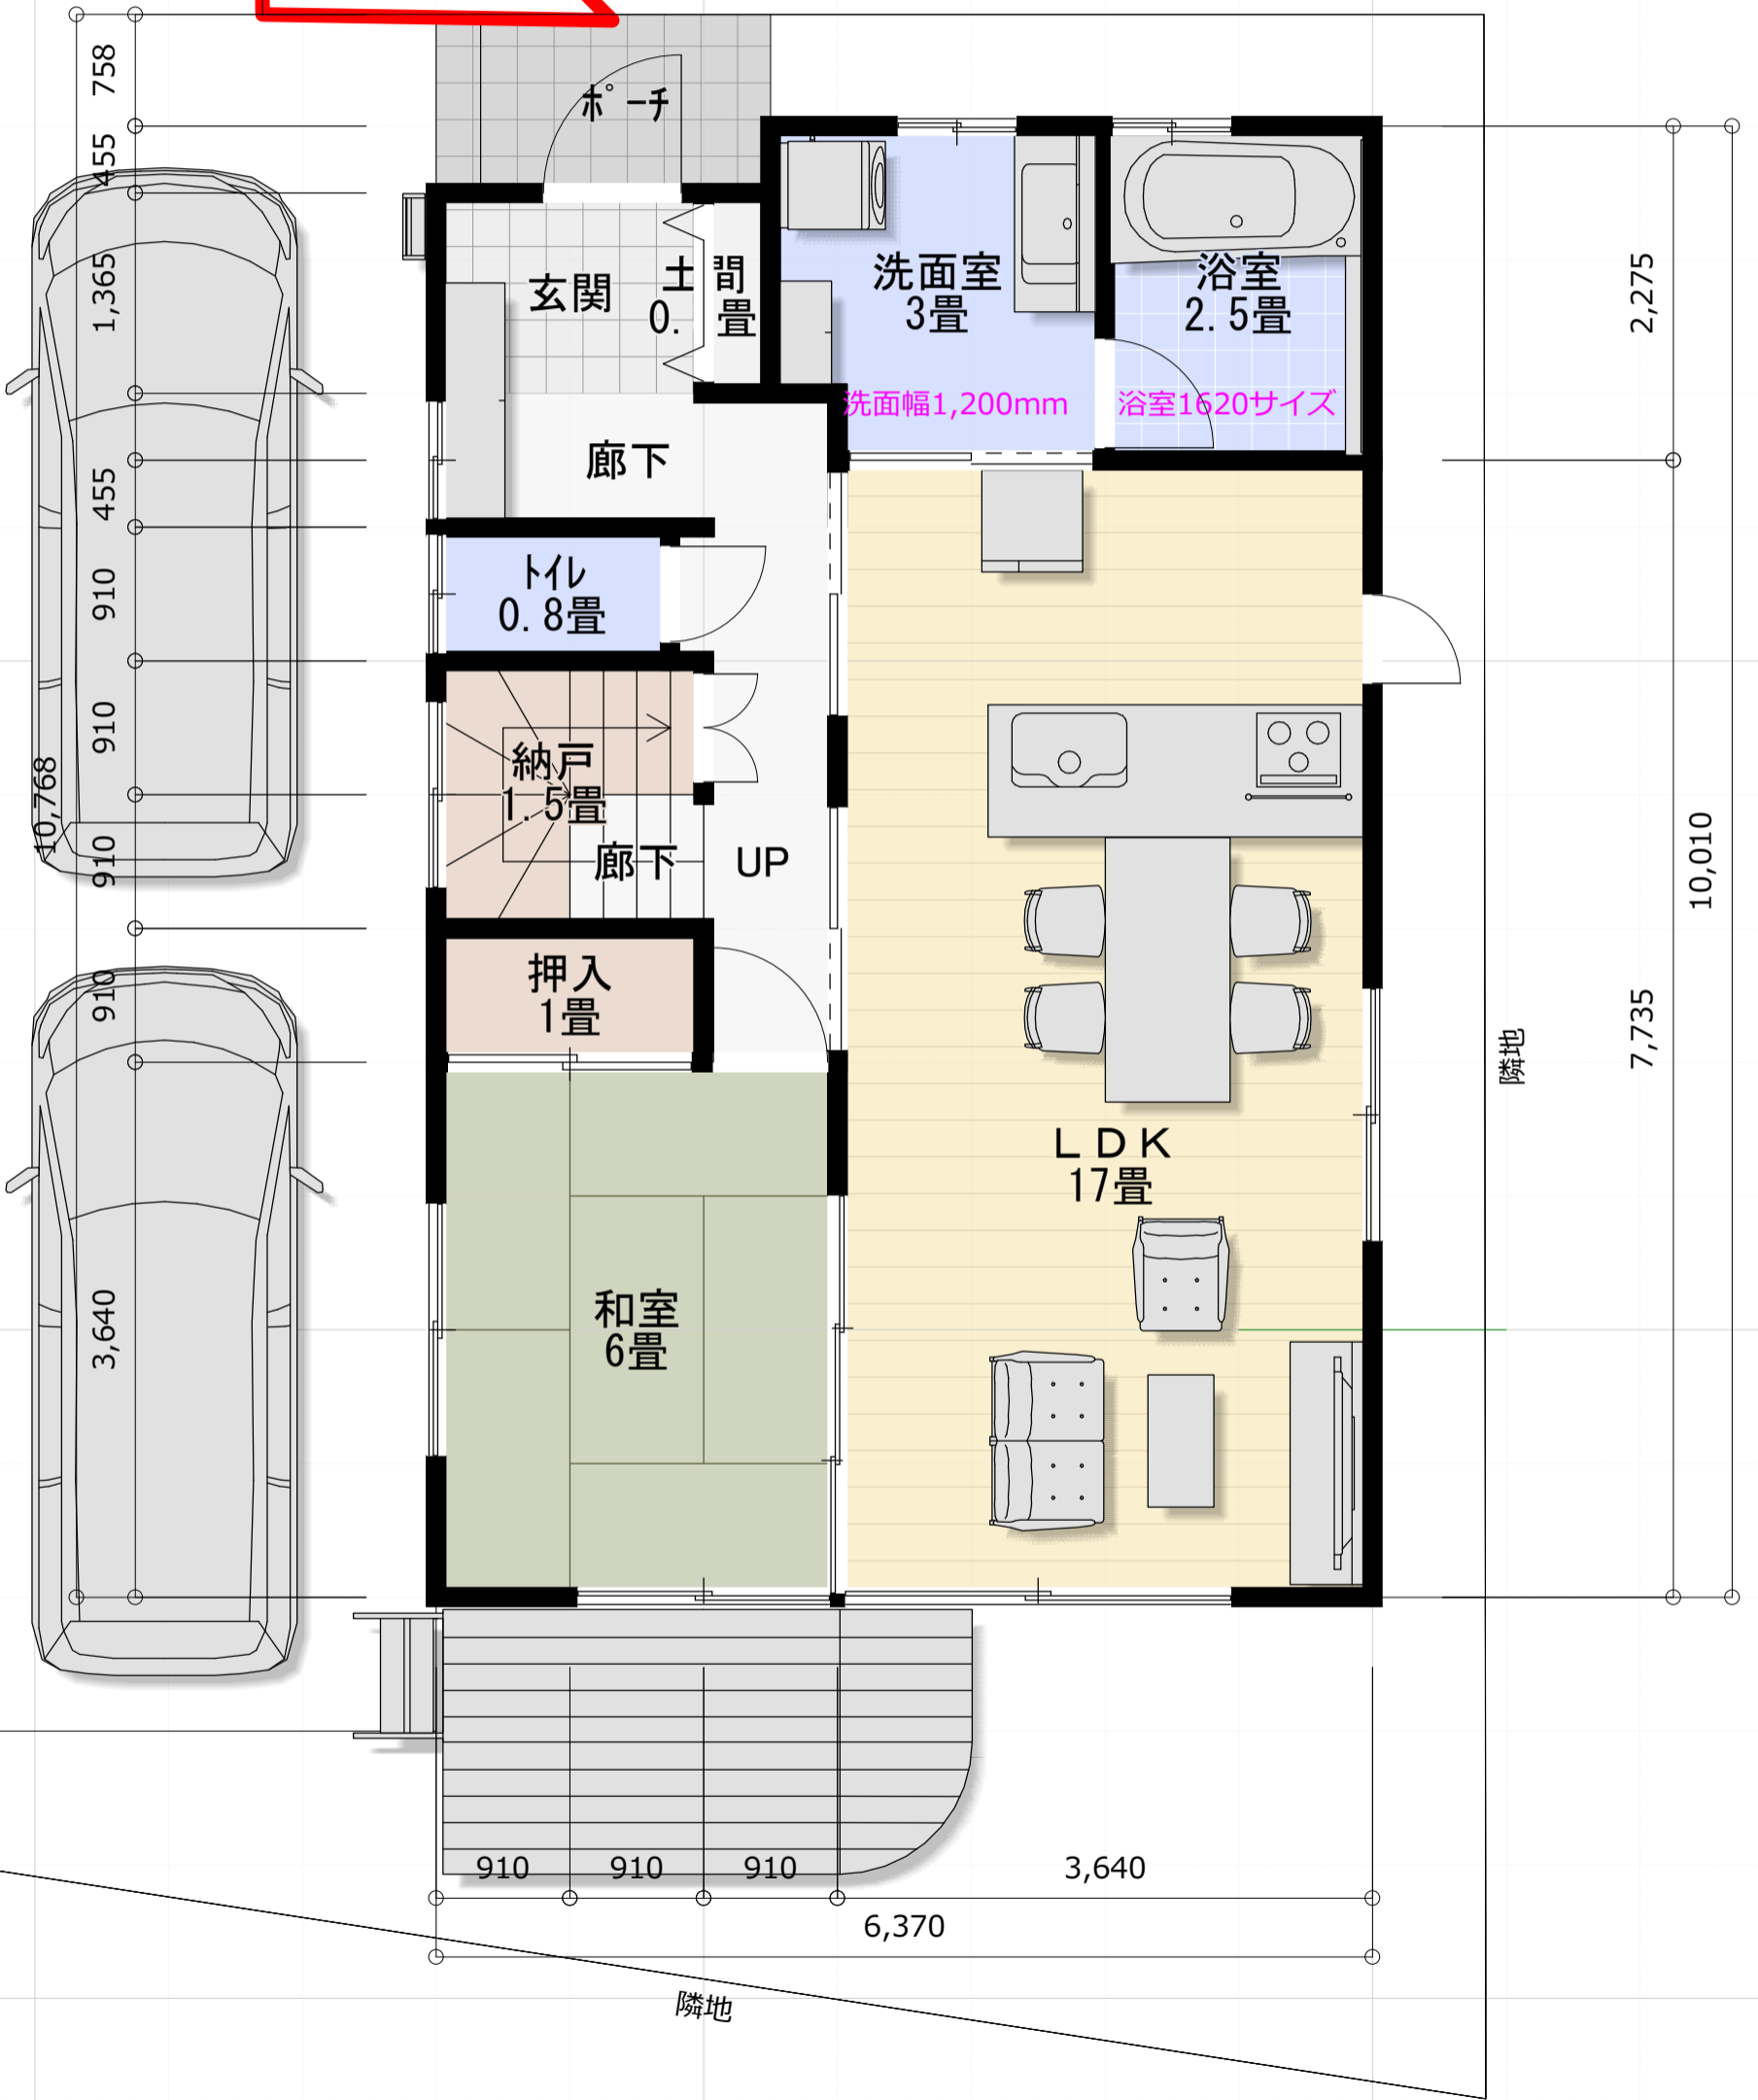 758
455
1,365
455
910
910
910
910
3,640
10,768
ポーチ
玄関
土間
0. 畳
洗面室
3畳
浴室
2.5畳
洗面幅1,200mm
浴室1620サイズ
廊下
トイレ
0.8畳
納戸
1.5畳
廊下
UP
押入
1畳
LDK
17畳
和室
6畳
2,275
7,735
10,010
隣地
910
910
910
3,640
6,370
隣地